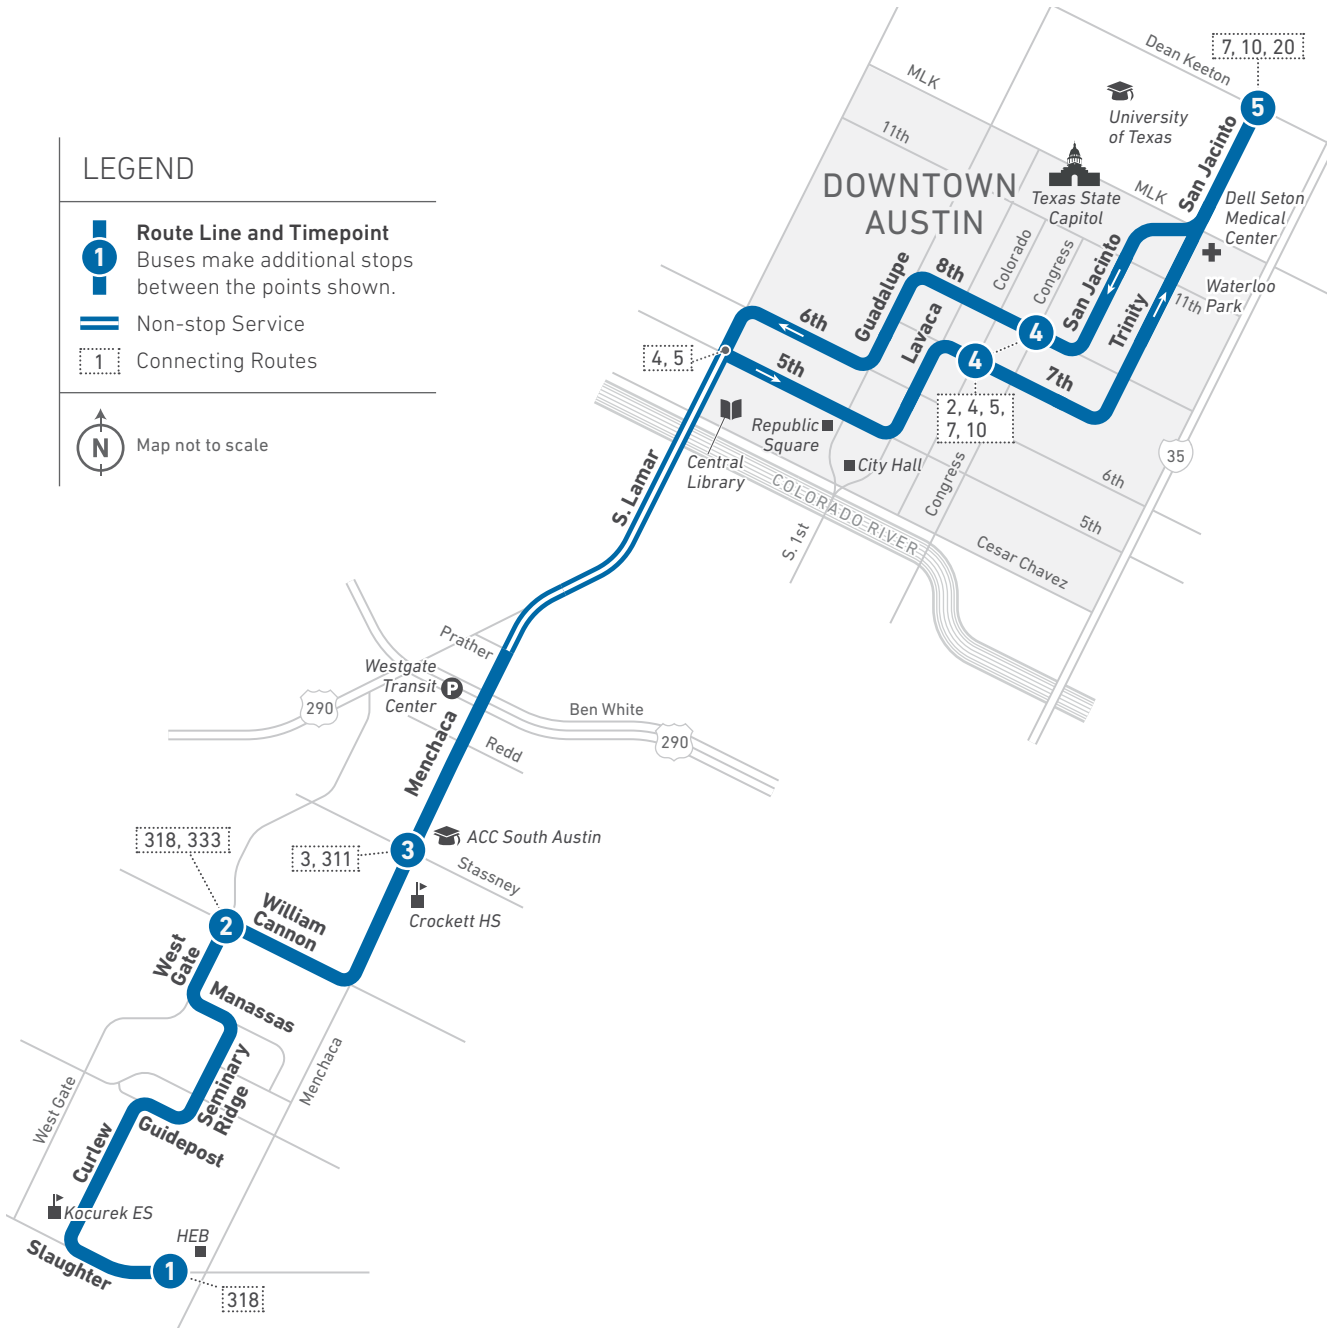 LEGEND
1
Route Line and Timepoint
Buses make additional stops
between the points shown.
Non-stop Service
1
Connecting Routes
N
Map not to scale
7, 10, 20
Dean Keeton
5
MLK
University
of Texas
San Jacinto
11th
DOWNTOWN
AUSTIN
Texas State
Capitol
MLK
Dell Seton
Medical
Center
Waterloo
Park
11th
Colorado
Congress
San Jacinto
Trinity
8th
Guadalupe
Lavaca
6th
5th
4
4
7th
4, 5
2, 4, 5,
7, 10
Republic
Square
City Hall
Central
Library
Congress
35
6th
5th
Cesar Chavez
COLORADO RIVER
S. 1st
S. Lamar
Prather
Westgate
Transit
Center
P
290
Ben White
290
Redd
Menchaca
318, 333
3, 311
3
ACC South Austin
Stassney
Crockett HS
2
William
Cannon
West
Gate
Manassas
Seminary
Ridge
Menchaca
West Gate
Guidepost
Curlew
Kocurek ES
HEB
Slaughter
1
318